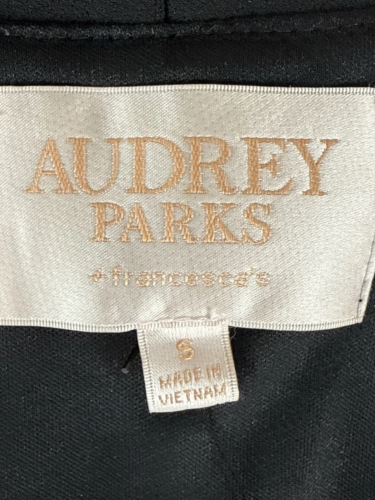 AUDREY
PARKS
+francesca's
S
MADE IN
VIETNAM